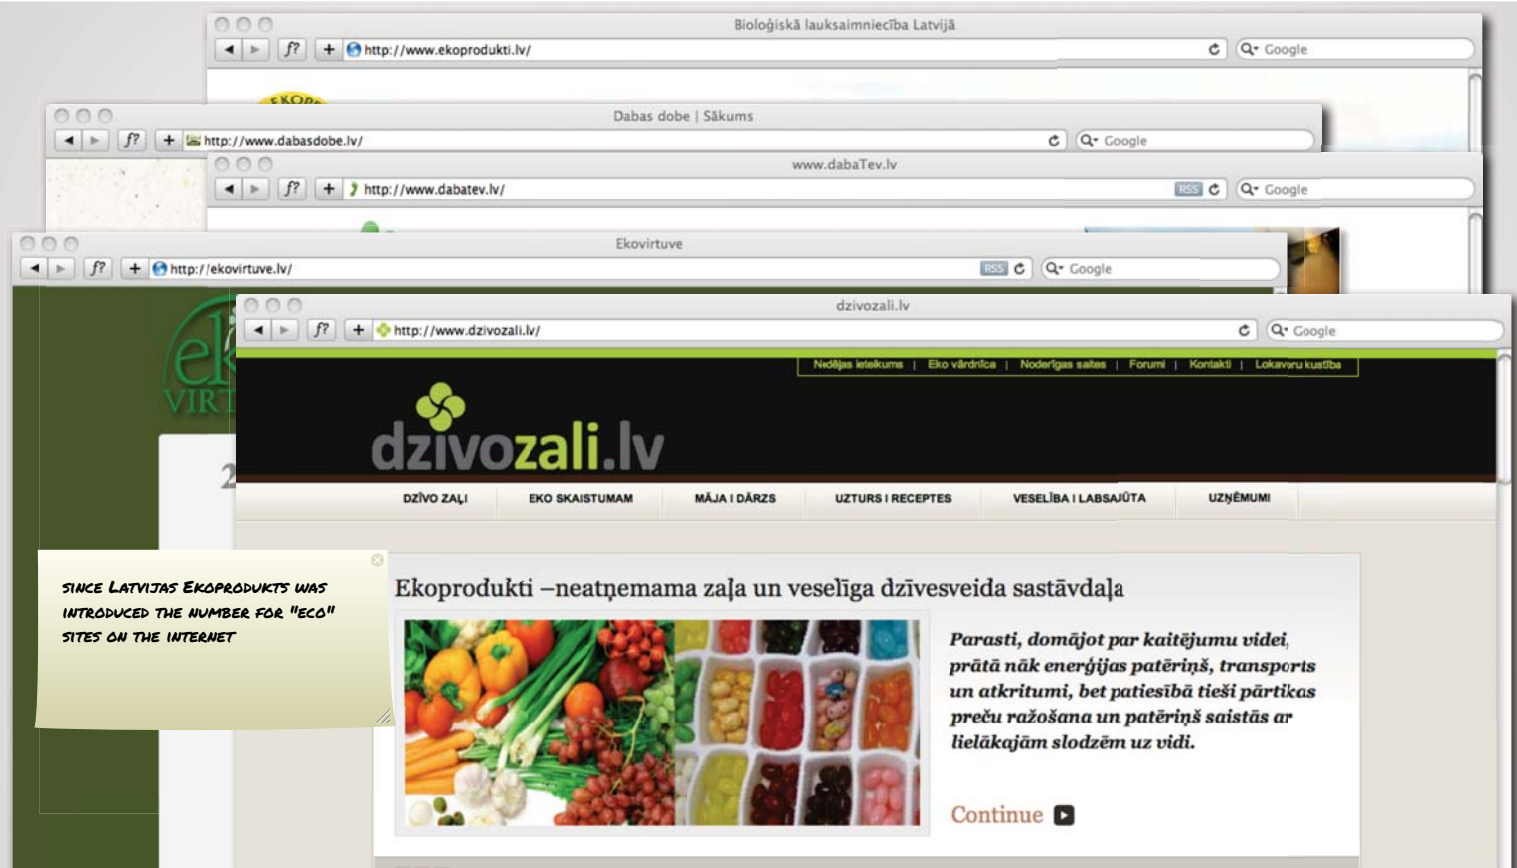 Bioloģiskā lauksaimniecība Latvijā
http://www.ekoprodukti.lv/
Google
Dabas dobe | Sākums
http://www.dabasdobe.lv/
Google
www.dabaTev.lv
http://www.dabatev.lv/
RSS
Google
Ekovirtuve
http://ekovirtuve.lv/
RSS
Google
dzivozali.lv
http://www.dzivozali.lv/
Google
Nedēļas ieteikums | Eko vārdnīca | Noderīgas saites | Forumi | Kontakti | Lokavoru kustība
dzivozali.lv
DZĪVO ZAĻI EKO SKAISTUMAM MĀJA I DĀRZS UZTURS I RECEPTES VESELĪBA I LABSAJŪTA UZŅĒMUMI
since Latvijas Ekoprodukts was
introduced the number for "eco"
sites on the internet
Ekoprodukti –neatņemama zaļa un veselīga dzīvesveida sastāvdaļa
Parasti, domājot par kaitējumu videi,
prātā nāk enerģijas patēriņš, transports
un atkritumi, bet patiesībā tieši pārtikas
preču ražošana un patēriņš saistās ar
lielākajām slodzēm uz vidi.
Continue